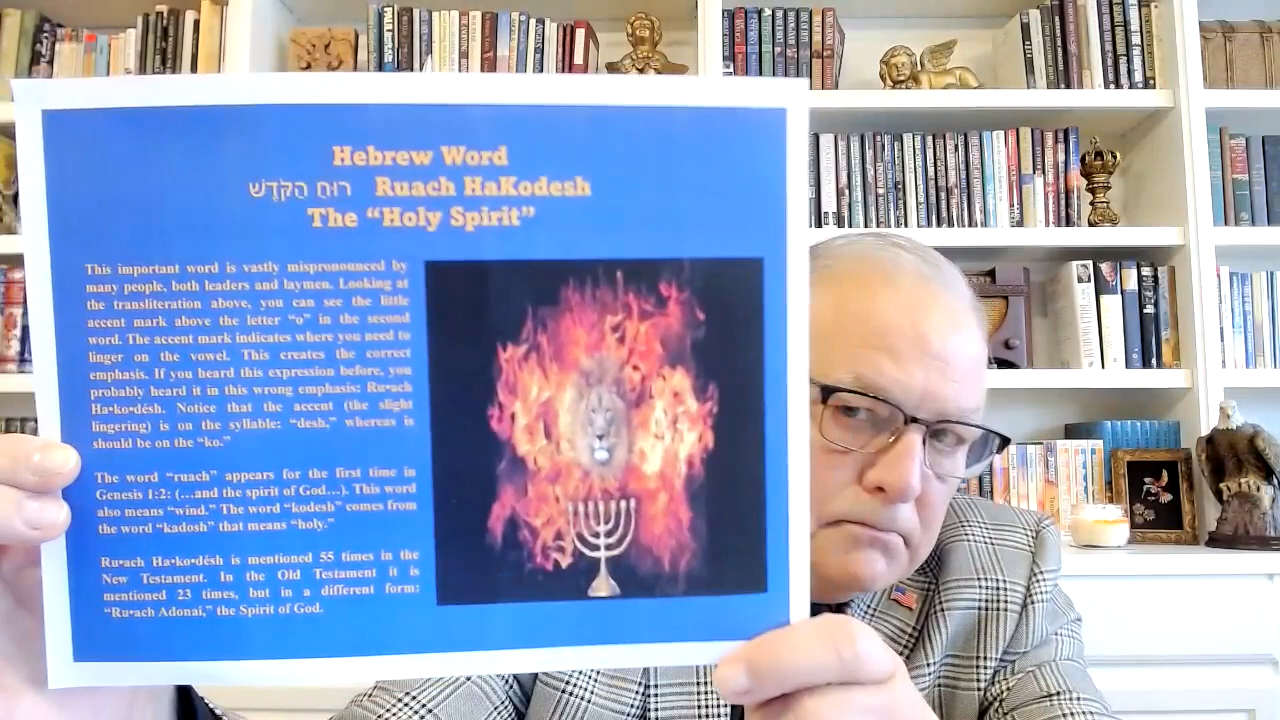 Hebrew Word
רוּחַ הַקֹּדֶשׁ Ruach HaKodesh
The “Holy Spirit”
This important word is vastly mispronounced by
many people, both leaders and laymen. Looking at
the transliteration above, you can see the little
accent mark above the letter “o” in the second
word. The accent mark indicates where you need to
linger on the vowel. This creates the correct
emphasis. If you heard this expression before, you
probably heard it in this wrong emphasis: Ru•ach
Ha•ko•désh. Notice that the accent (the slight
lingering) is on the syllable: “desh,” whereas is
should be on the “ko.”
The word “ruach” appears for the first time in
Genesis 1:2: (...and the spirit of God...). This word
also means “wind.” The word “kodesh” comes from
the word “kadosh” that means “holy.”
Ru•ach Ha•ko•désh is mentioned 55 times in the
New Testament. In the Old Testament it is
mentioned 23 times, but in a different form:
“Ru•ach Adonai,” the Spirit of God.